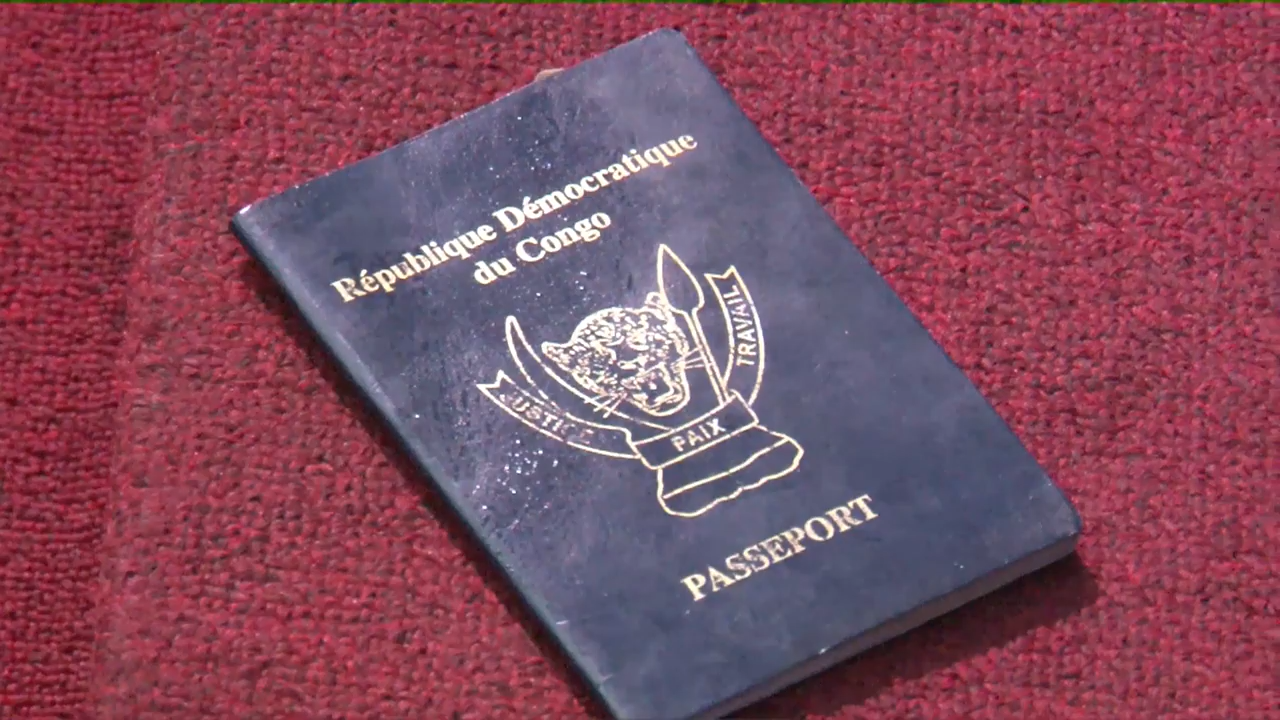 République Démocratique
du Congo
JUSTICE
PAIX
TRAVAIL
PASSEPORT